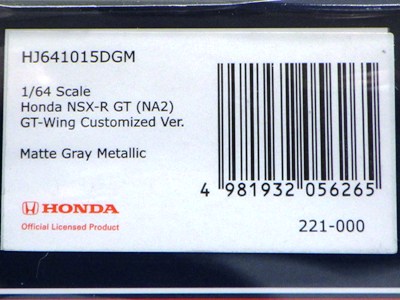 HJ641015DGM
1/64 Scale
Honda NSX-R GT (NA2)
GT-Wing Customized Ver.
Matte Gray Metallic
4 981932 056265
HONDA
Official Licensed Product
221-000